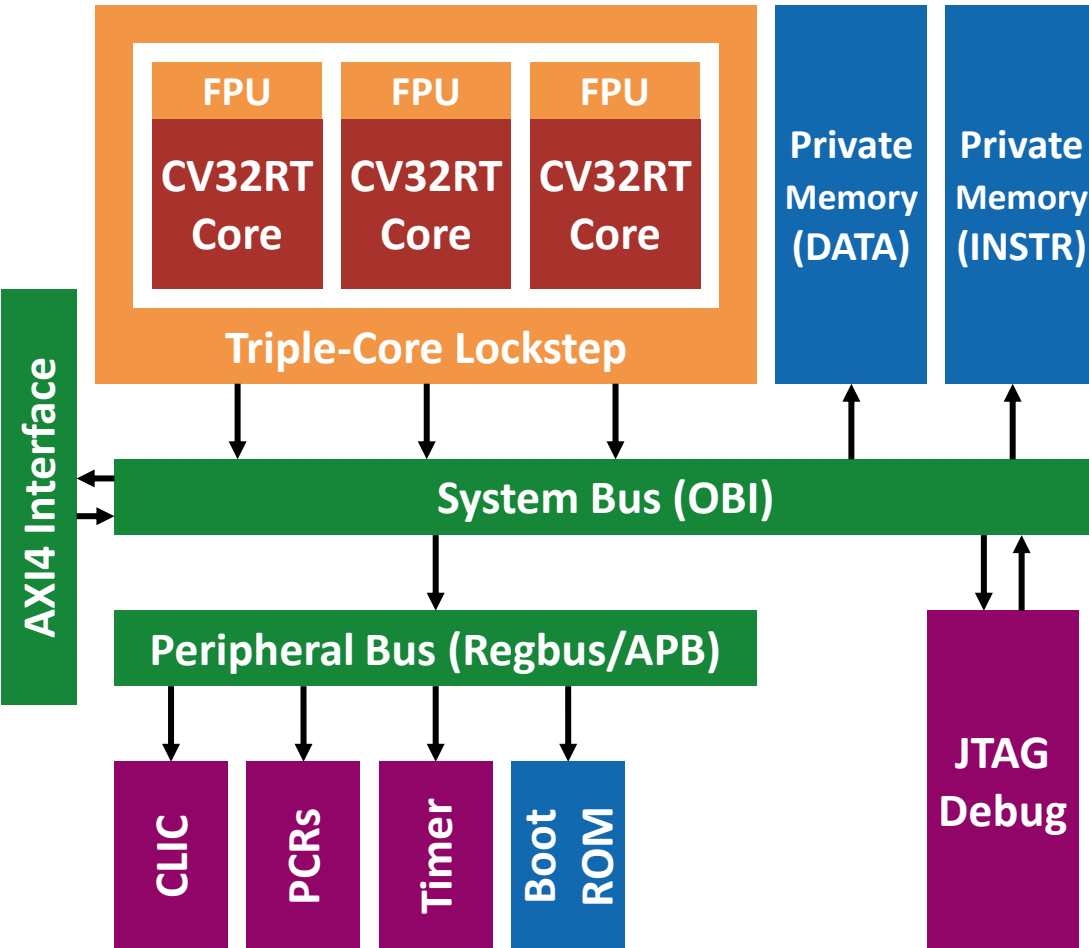 FPU
CV32RT
Core
FPU
CV32RT
Core
FPU
CV32RT
Core
Triple-Core Lockstep
Private
Memory
(DATA)
Private
Memory
(INSTR)
AXI4 Interface
System Bus (OBI)
Peripheral Bus (Regbus/APB)
CLIC
PCRs
Timer
Boot
ROM
JTAG
Debug